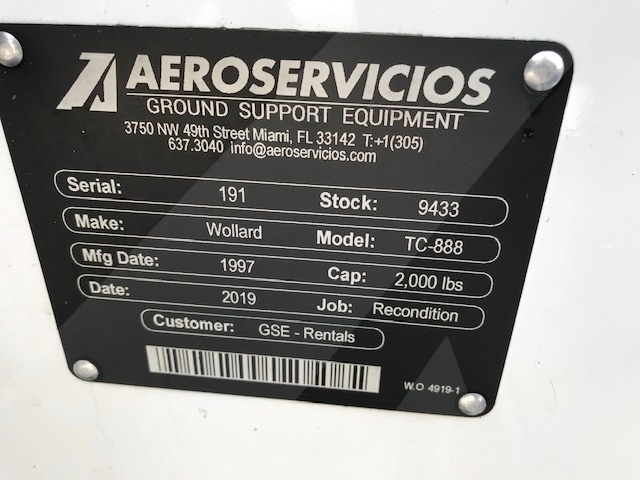 AEROSERVICIOS
GROUND SUPPORT EQUIPMENT
3750 NW 49th Street Miami, FL 33142 T:+1(305)
637.3040 info@aeroservicios.com
Serial: 191 Stock: 9433
Make: Wollard Model: TC-888
Mfg Date: 1997 Cap: 2,000 lbs
Date: 2019 Job: Recondition
Customer: GSE - Rentals
W.O 4919-1